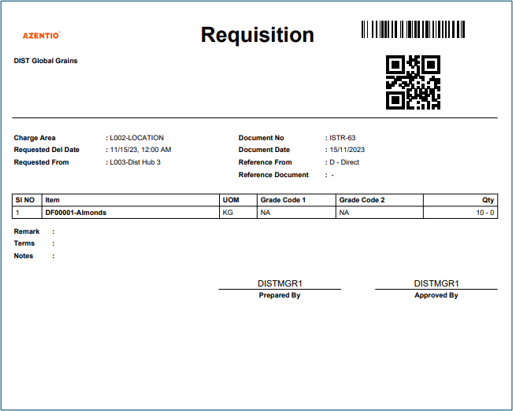 Requisition
AZENTIO
DIST Global Grains
Charge Area : L002-LOCATION Document No : ISTR-63
Requested Del Date : 11/15/23, 12:00 AM Document Date : 15/11/2023
Requested From : L003-Dist Hub 3 Reference From : D - Direct
Reference Document : -
SI NO Item UOM Grade Code 1 Grade Code 2 Qty
1 DF00001-Almonds KG NA NA 10 - 0
Remark :
Terms :
Notes :
DISTMGR1 DISTMGR1
Prepared By Approved By